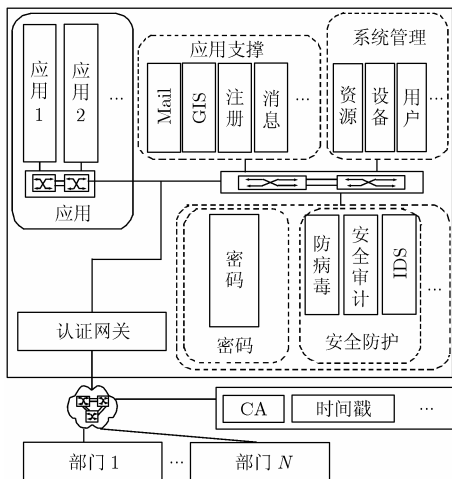 应用支撑
系统管理
应用1
应用2
…
Mail
GIS
注册
消息
…
资源
设备
用户
…
应用
密码
防病毒
安全审计
IDS
…
密码
安全防护
认证网关
CA
时间戳
…
部门 1
…
部门 N